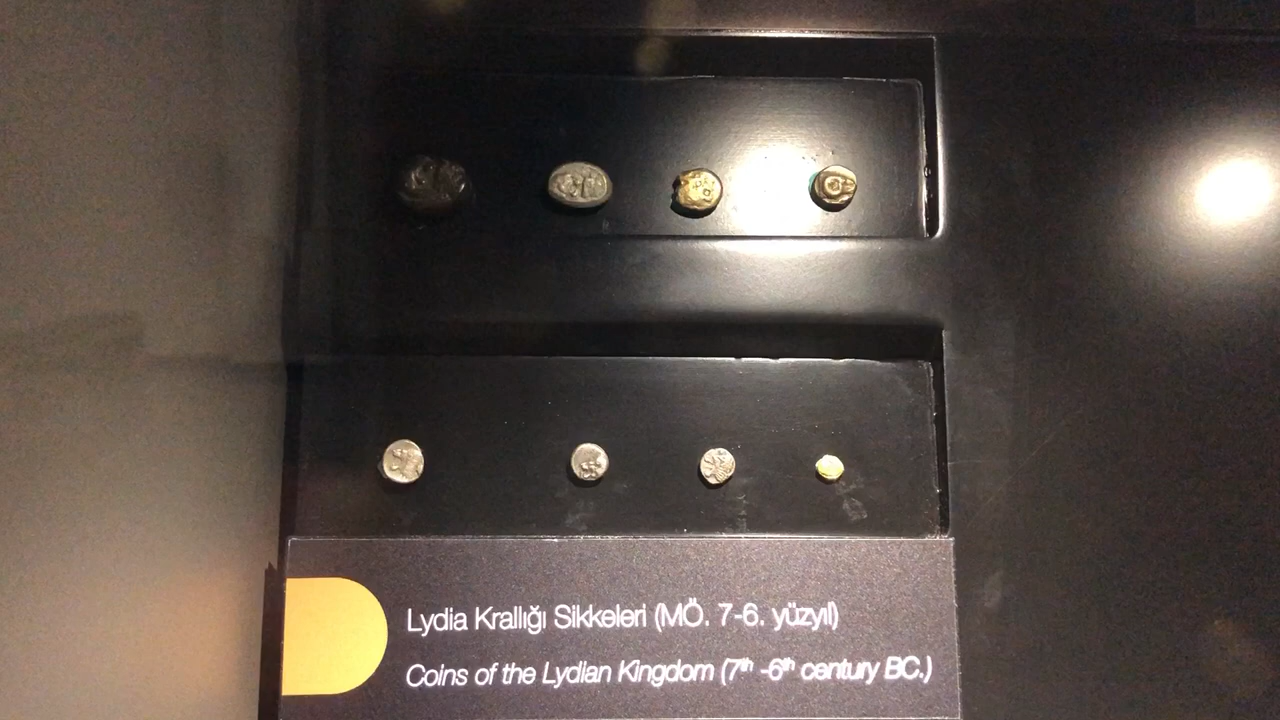 Lydia Krallığı Sikkeleri (MÖ. 7-6. yüzyıl)
Coins of the Lydian Kingdom (7th -6th century BC.)